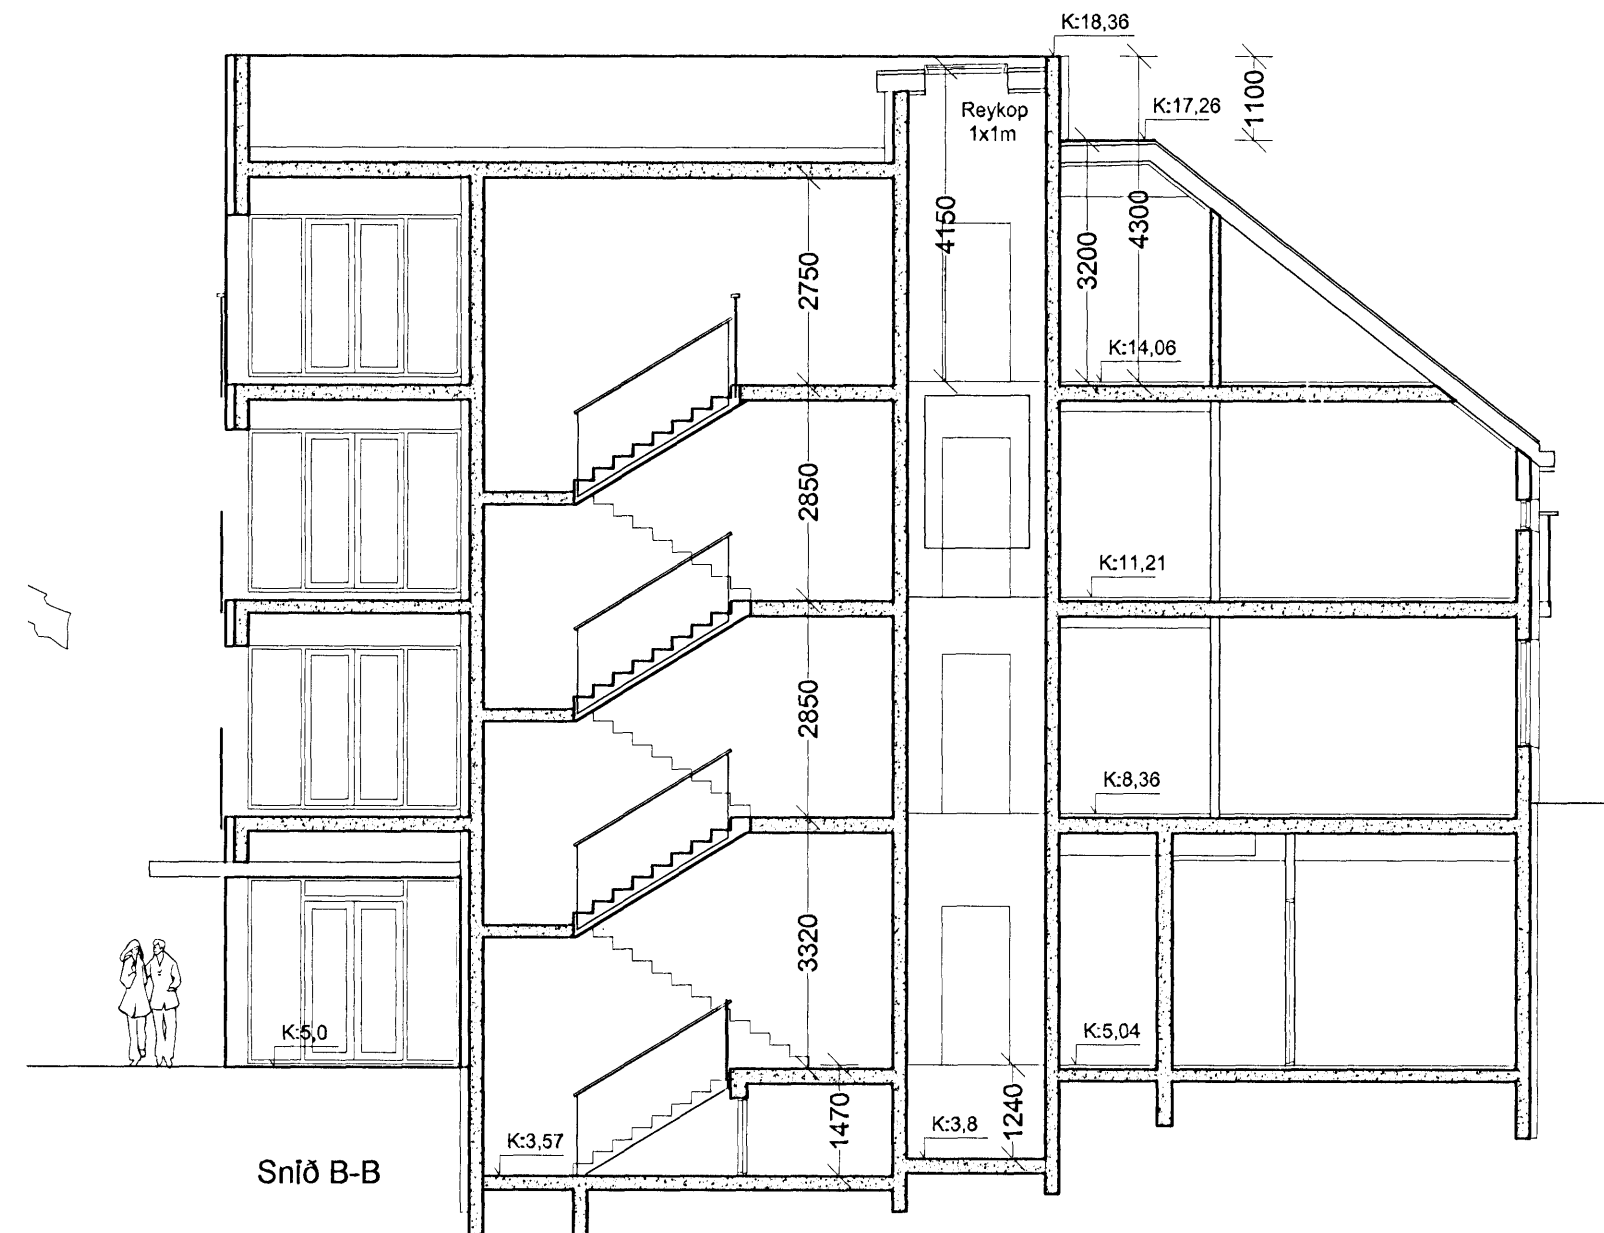 K:18,36
1100
K:17,26
Reykop
1x1m
4150
4300
3200
2750
K:14,06
2850
K:11,21
2850
K:8,36
3320
K:5,0
K:5,04
1470
1240
K:3,8
K:3,57
Snið B-B